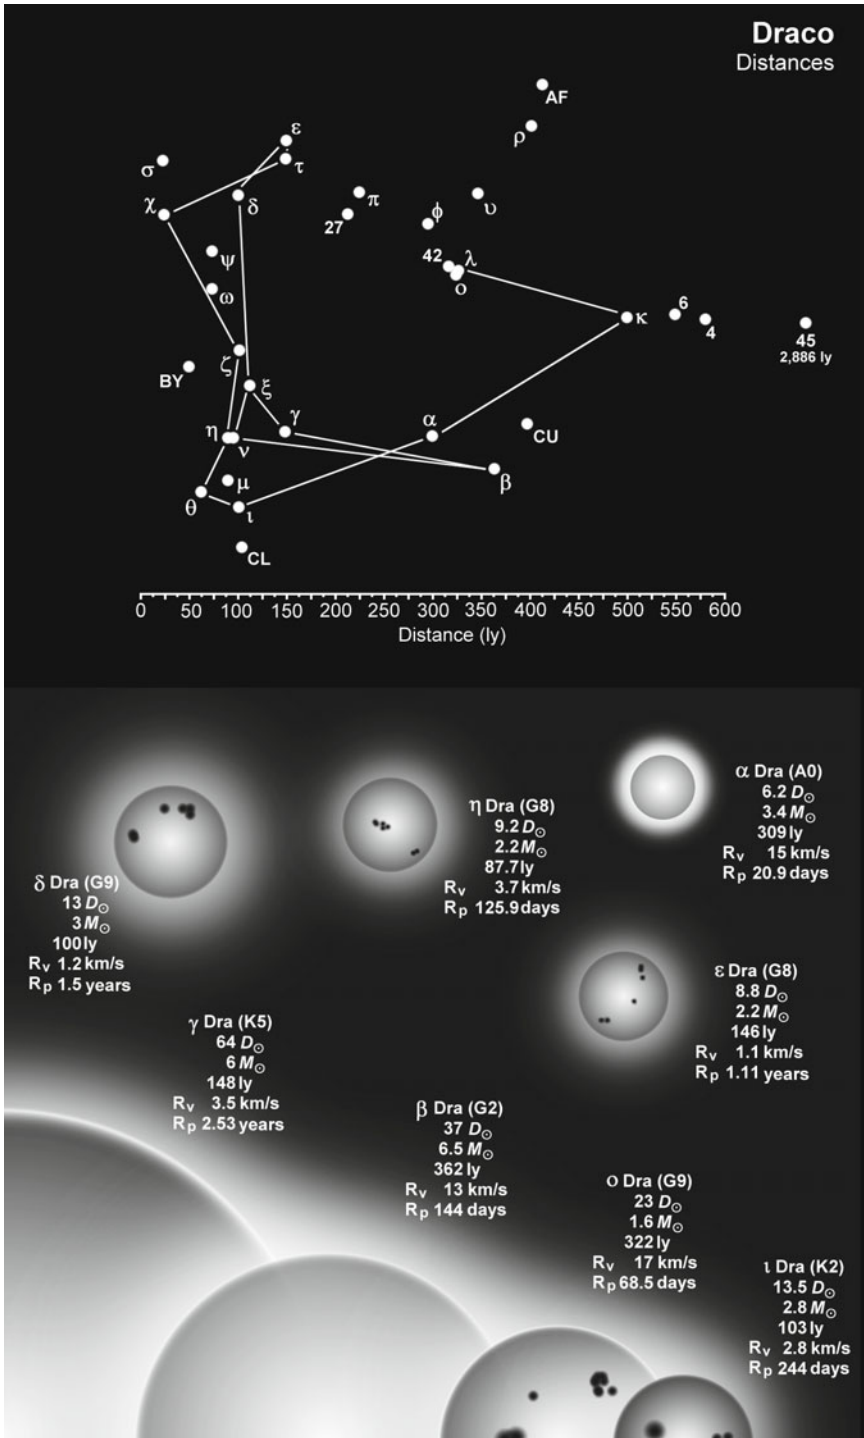 Draco
Distances
AF
ρ
ε
τ
σ
χ
δ
π
27
φ
υ
ψ
42
λ
ο
ω
κ
6
4
45
2,886 ly
ζ
BY
ξ
η
ν
γ
α
CU
β
μ
θ
ι
CL
0 50 100 150 200 250 300 350 400 450 500 550 600
Distance (ly)
α Dra (A0)
6.2 D☉
3.4 M☉
309 ly
Rv 15 km/s
Rp 20.9 days
η Dra (G8)
9.2 D☉
2.2 M☉
87.7 ly
Rv 3.7 km/s
Rp 125.9 days
δ Dra (G9)
13 D☉
3 M☉
100 ly
Rv 1.2 km/s
Rp 1.5 years
ε Dra (G8)
8.8 D☉
2.2 M☉
146 ly
Rv 1.1 km/s
Rp 1.11 years
γ Dra (K5)
64 D☉
6 M☉
148 ly
Rv 3.5 km/s
Rp 2.53 years
β Dra (G2)
37 D☉
6.5 M☉
362 ly
Rv 13 km/s
Rp 144 days
ο Dra (G9)
23 D☉
1.6 M☉
322 ly
Rv 17 km/s
Rp 68.5 days
ι Dra (K2)
13.5 D☉
2.8 M☉
103 ly
Rv 2.8 km/s
Rp 244 days